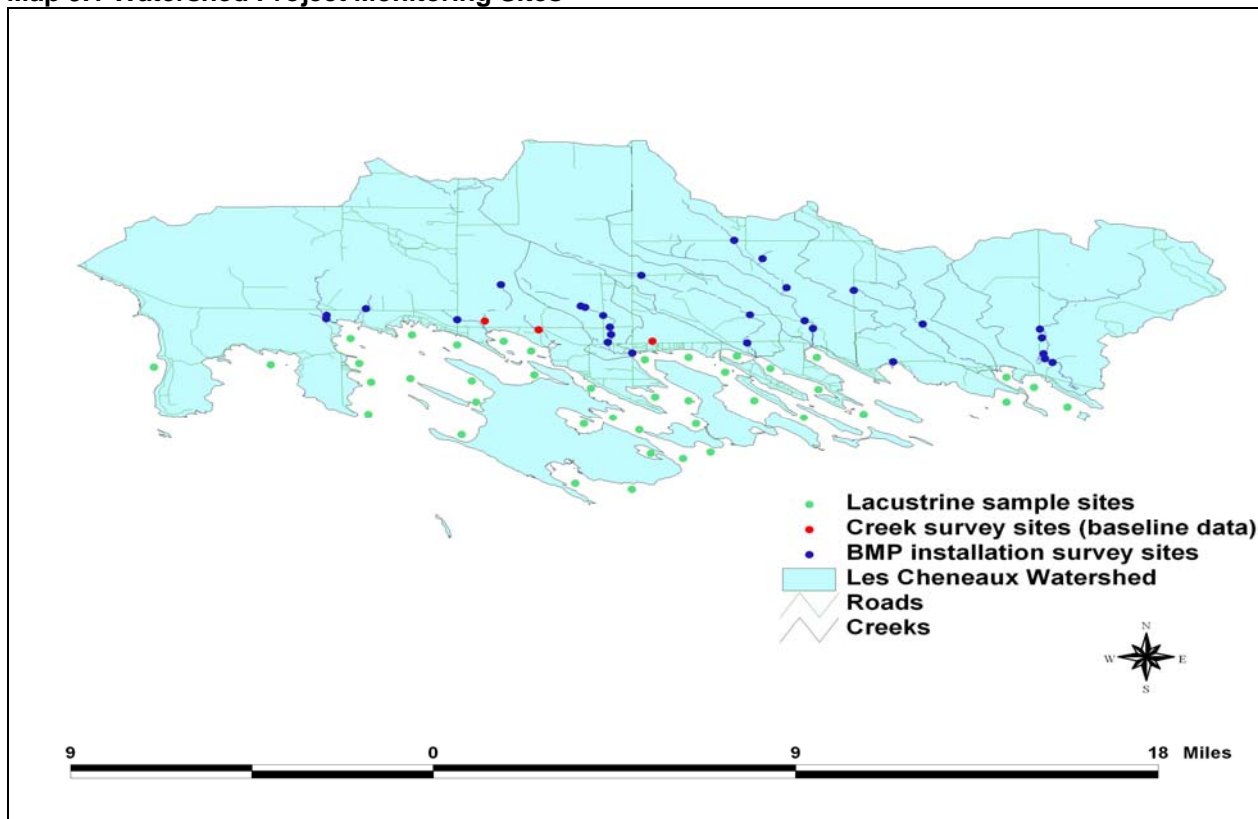 Lacustrine sample sites
Creek survey sites (baseline data)
BMP installation survey sites
Les Cheneaux Watershed
Roads
Creeks
N
W E
S
9 0 9 18 Miles